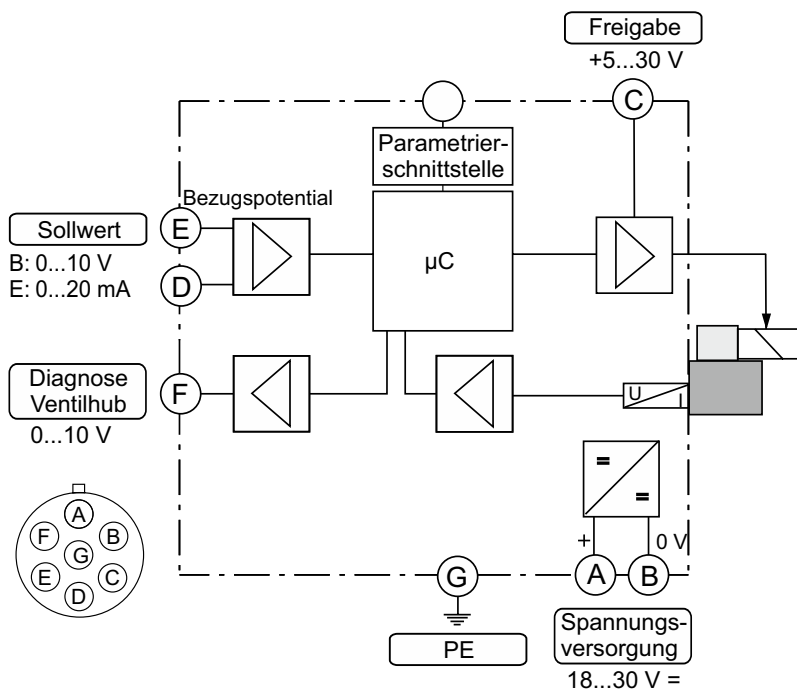 Freigabe
+5...30 V
C
Parametrier-
schnittstelle
Bezugspotential
E
Sollwert
B: 0...10 V
E: 0...20 mA
D
µC
Diagnose
Ventilhub
0...10 V
F
U
I
=
=
+
0 V
A
B
G
PE
Spannungs-
versorgung
18...30 V =
A
F
B
G
E
C
D